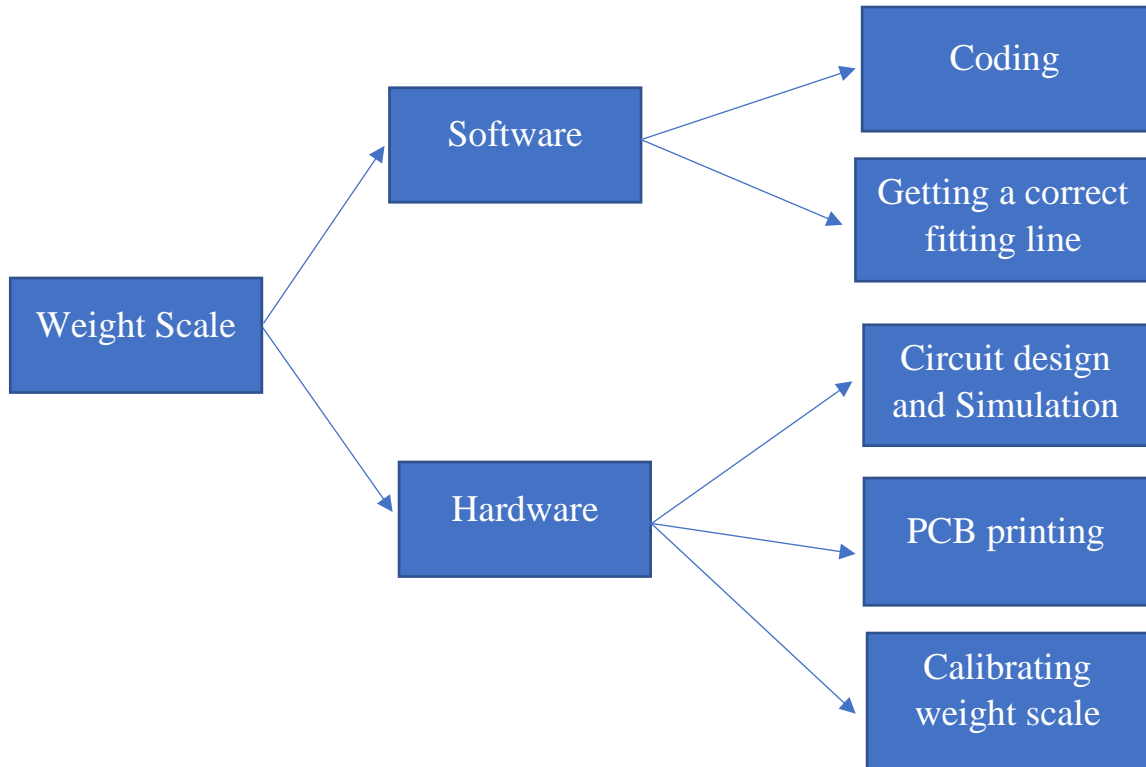 Coding
Software
Getting a correct
fitting line
Weight Scale
Circuit design
and Simulation
Hardware
PCB printing
Calibrating
weight scale